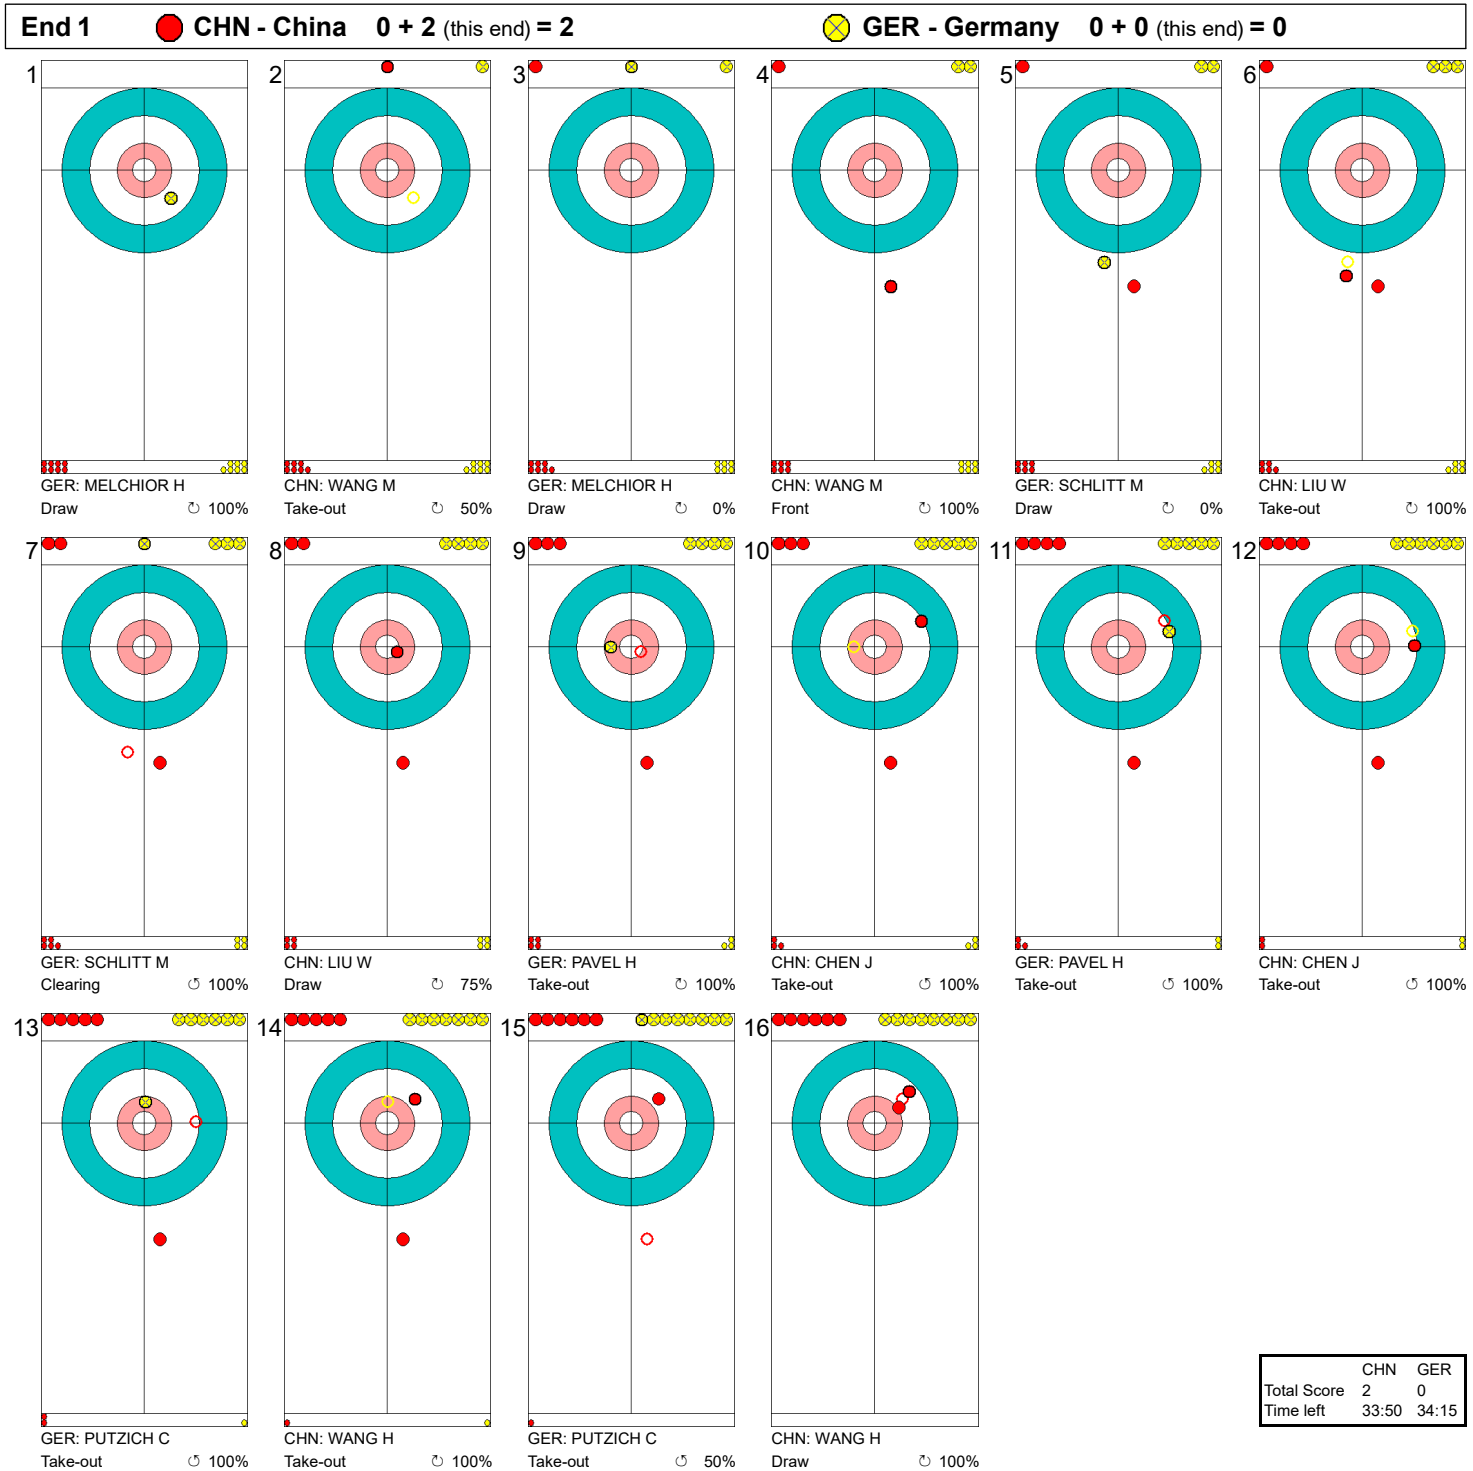 End 1 CHN - China 0 + 2 (this end) = 2 GER - Germany 0 + 0 (this end) = 0
1 2 3 4 5 6
GER: MELCHIOR H CHN: WANG M GER: MELCHIOR H CHN: WANG M GER: SCHLITT M CHN: LIU W
Draw ↻ 100% Take-out ↻ 50% Draw ↻ 0% Front ↻ 100% Draw ↻ 0% Take-out ↻ 100%
7 8 9 10 11 12
GER: SCHLITT M CHN: LIU W GER: PAVEL H CHN: CHEN J GER: PAVEL H CHN: CHEN J
Clearing ↺ 100% Draw ↻ 75% Take-out ↻ 100% Take-out ↺ 100% Take-out ↺ 100% Take-out ↺ 100%
13 14 15 16
GER: PUTZICH C CHN: WANG H GER: PUTZICH C CHN: WANG H
Take-out ↺ 100% Take-out ↺ 100% Take-out ↺ 50% Draw ↻ 100%
CHN GER
Total Score 2 0
Time left 33:50 34:15